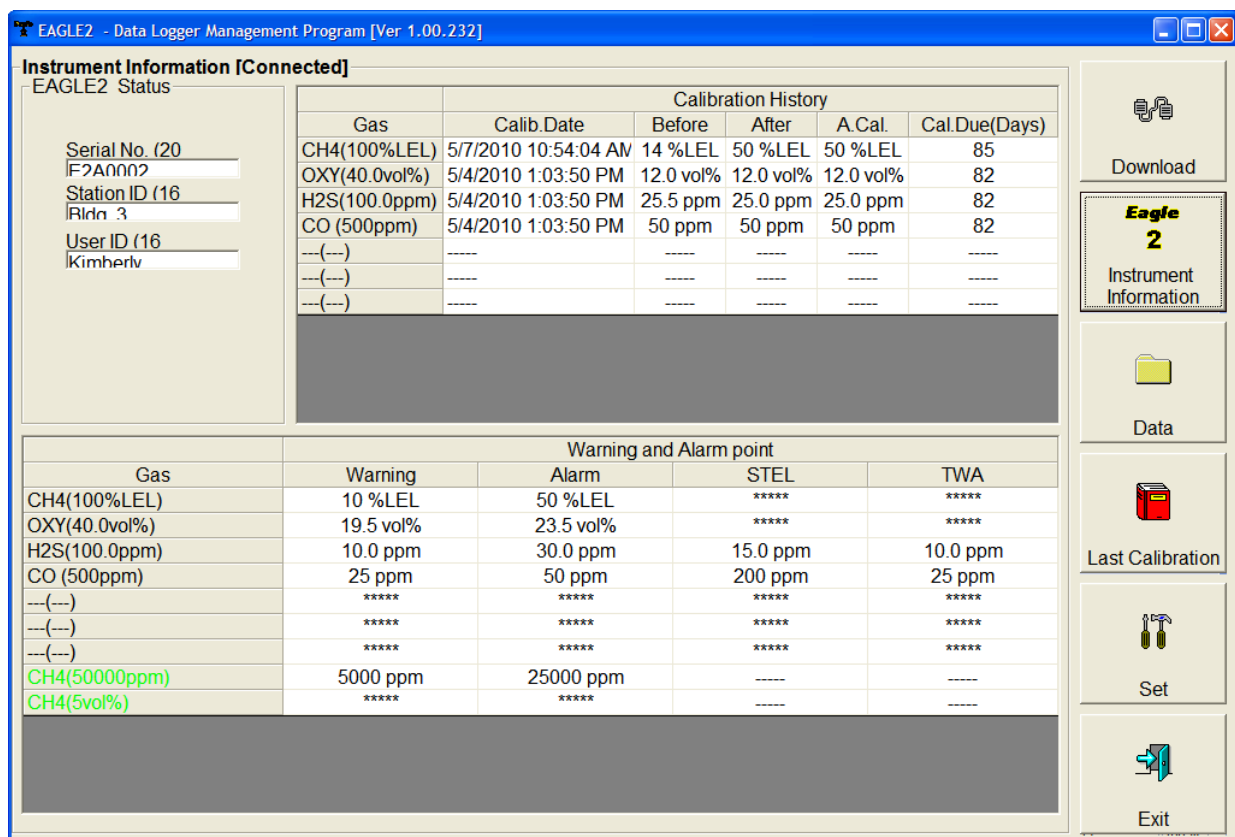 EAGLE2 - Data Logger Management Program [Ver 1.00.232]
Instrument Information [Connected]
EAGLE2 Status
Serial No. (20
E2A0002
Station ID (16
Bldg. 3
User ID (16
Kimberly
Calibration History
Gas Calib.Date Before After A.Cal. Cal.Due(Days)
CH4(100%LEL) 5/7/2010 10:54:04 AM 14 %LEL 50 %LEL 50 %LEL 85
OXY(40.0vol%) 5/4/2010 1:03:50 PM 12.0 vol% 12.0 vol% 12.0 vol% 82
H2S(100.0ppm) 5/4/2010 1:03:50 PM 25.5 ppm 25.0 ppm 25.0 ppm 82
CO (500ppm) 5/4/2010 1:03:50 PM 50 ppm 50 ppm 50 ppm 82
---(---) ----- ----- ----- ----- -----
---(---) ----- ----- ----- ----- -----
---(---) ----- ----- ----- ----- -----
Warning and Alarm point
Gas Warning Alarm STEL TWA
CH4(100%LEL) 10 %LEL 50 %LEL ***** *****
OXY(40.0vol%) 19.5 vol% 23.5 vol% ***** *****
H2S(100.0ppm) 10.0 ppm 30.0 ppm 15.0 ppm 10.0 ppm
CO (500ppm) 25 ppm 50 ppm 200 ppm 25 ppm
---(---) ***** ***** ***** *****
---(---) ***** ***** ***** *****
---(---) ***** ***** ***** *****
CH4(50000ppm) 5000 ppm 25000 ppm ----- -----
CH4(5vol%) ***** ***** ----- -----
Download
Eagle
2
Instrument
Information
Data
Last Calibration
Set
Exit